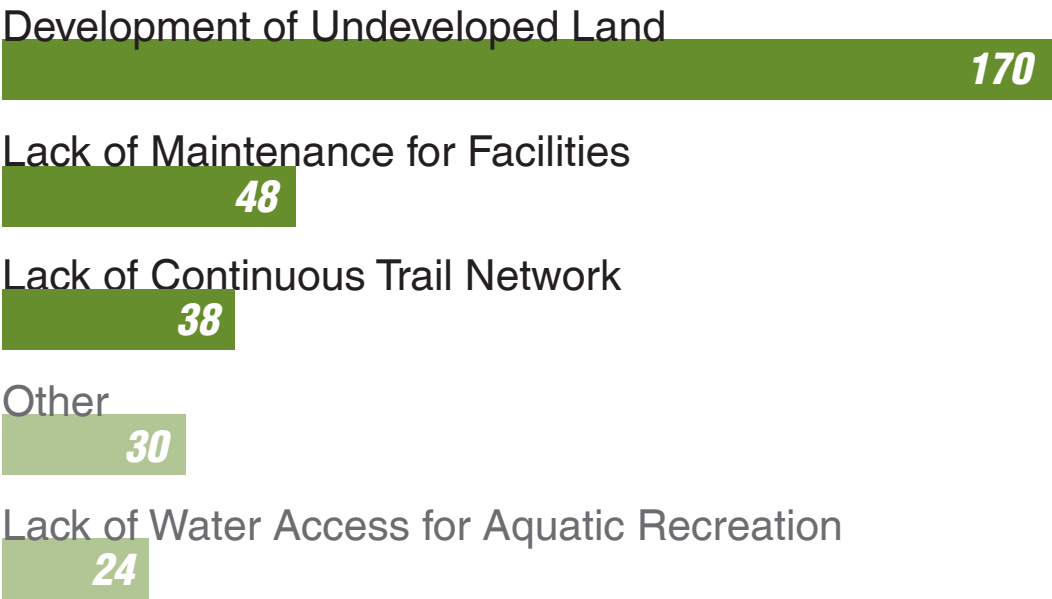 Development of Undeveloped Land
170
Lack of Maintenance for Facilities
48
Lack of Continuous Trail Network
38
Other
30
Lack of Water Access for Aquatic Recreation
24